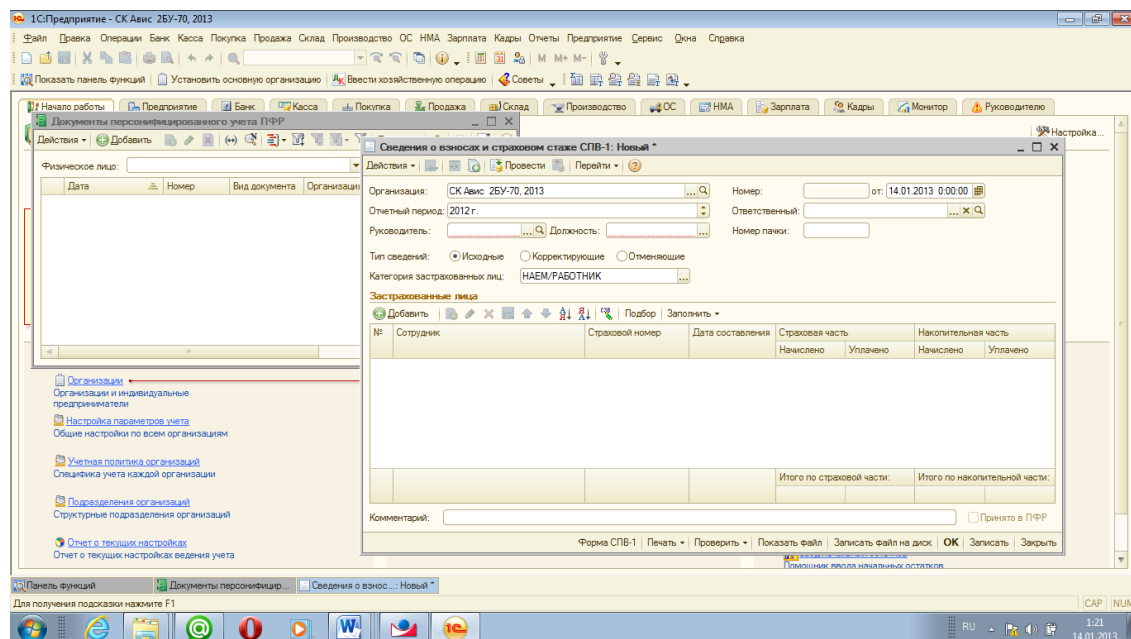 1С:Предприятие - СК Авис 2БУ-70, 2013
Файл Правка Операции Банк Касса Покупка Продажа Склад Производство ОС НМА Зарплата Кадры Отчеты Предприятие Сервис Окна Справка
M M+ M-
Показать панель функций Установить основную организацию Ввести хозяйственную операцию Советы
Начало работы Предприятие Банк Касса Покупка Продажа Склад Производство ОС НМА Зарплата Кадры Монитор Руководителю
Настройка...
Документы персонифицированного учета ПФР
Действия Добавить
Физическое лицо:
Дата Номер Вид документа Организация
Сведения о взносах и страховом стаже СПВ-1: Новый *
Действия Провести Перейти
Организация: СК Авис 2БУ-70, 2013 Номер: от: 14.01.2013 0:00:00
Отчетный период: 2012 г. Ответственный:
Руководитель: Должность: Номер пачки:
Тип сведений: Исходные Корректирующие Отменяющие
Категория застрахованных лиц: НАЕМ/РАБОТНИК
Застрахованные лица
Добавить Подбор Заполнить
№ Сотрудник Страховой номер Дата составления Страховая часть Накопительная часть
Начислено Уплачено Начислено Уплачено
Итого по страховой части: Итого по накопительной части:
Комментарий: Принято в ПФР
Форма СПВ-1 Печать Проверить Показать файл Записать файл на диск OK Записать Закрыть
Организации
Организации и индивидуальные
предприниматели
Настройка параметров учета
Общие настройки по всем организациям
Учетная политика организаций
Специфика учета каждой организации
Подразделения организаций
Структурные подразделения организаций
Отчет о текущих настройках
Отчет о текущих настройках ведения учета
Помощник ввода начальных остатков
Панель функций Документы персонифицир... Сведения о взнос...: Новый *
Для получения подсказки нажмите F1
CAP NUM
RU 1:21
14.01.2013